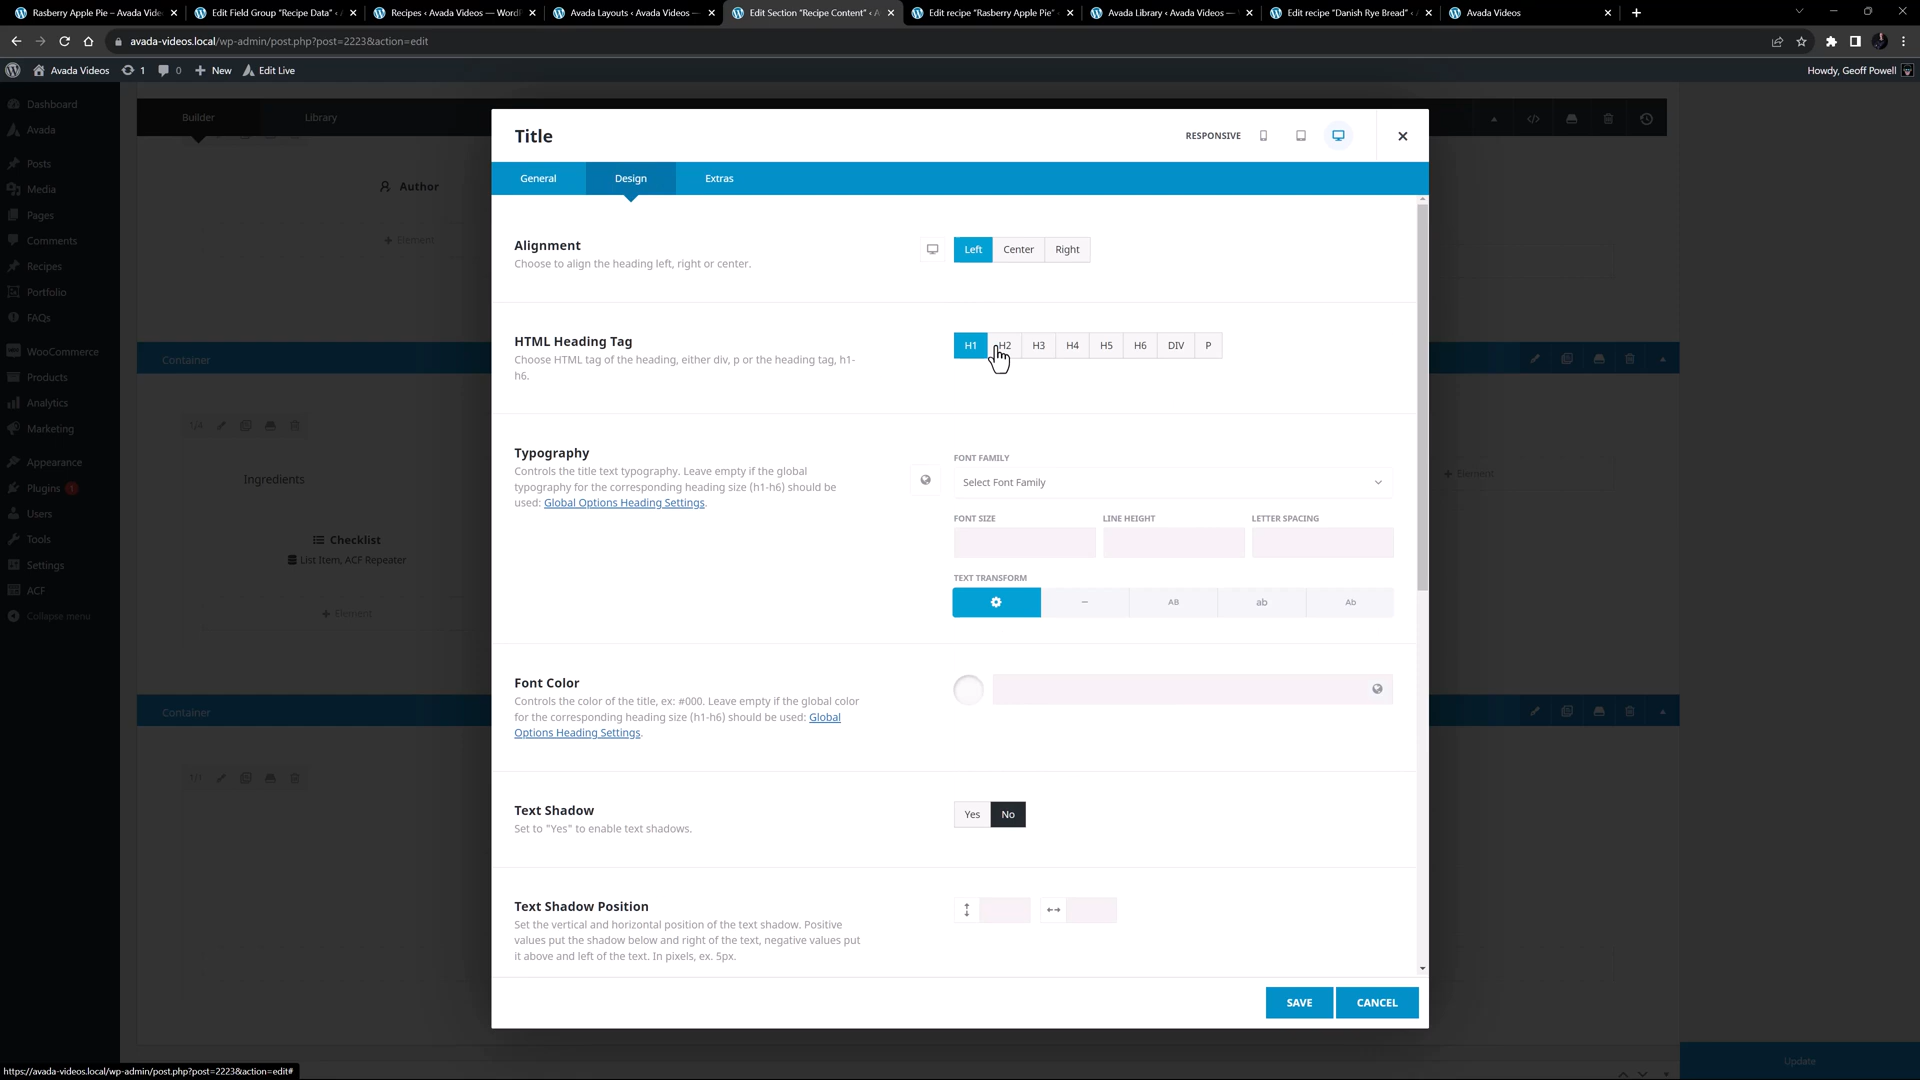 Rasberry Apple Pie – Avada Vide
Edit Field Group "Recipe Data" ‹ A
Recipes ‹ Avada Videos — WordP
Avada Layouts ‹ Avada Videos —
Edit Section "Recipe Content" ‹ A
Edit recipe "Rasberry Apple Pie" ‹
Avada Library ‹ Avada Videos —
Edit recipe "Danish Rye Bread" ‹ A
Avada Videos
avada-videos.local/wp-admin/post.php?post=2223&action=edit
Avada Videos
1
0
New
Edit Live
Howdy, Geoff Powell
Dashboard
Avada
Posts
Media
Pages
Comments
Recipes
Portfolio
FAQs
WooCommerce
Products
Analytics
Marketing
Appearance
Plugins 1
Users
Tools
Settings
ACF
Collapse menu
Builder
Library
Author
+ Element
Container
1/4
Ingredients
Checklist
List Item, ACF Repeater
+ Element
Container
1/1
+ Element
Update
Title
RESPONSIVE
General
Design
Extras
Alignment
Choose to align the heading left, right or center.
Left
Center
Right
HTML Heading Tag
Choose HTML tag of the heading, either div, p or the heading tag, h1-
h6.
H1
H2
H3
H4
H5
H6
DIV
P
Typography
Controls the title text typography. Leave empty if the global
typography for the corresponding heading size (h1-h6) should be
used: Global Options Heading Settings.
FONT FAMILY
Select Font Family
FONT SIZE
LINE HEIGHT
LETTER SPACING
TEXT TRANSFORM
–
AB
ab
Ab
Font Color
Controls the color of the title, ex: #000. Leave empty if the global color
for the corresponding heading size (h1-h6) should be used: Global
Options Heading Settings.
Text Shadow
Set to "Yes" to enable text shadows.
Yes
No
Text Shadow Position
Set the vertical and horizontal position of the text shadow. Positive
values put the shadow below and right of the text, negative values put
it above and left of the text. In pixels, ex. 5px.
SAVE
CANCEL
https://avada-videos.local/wp-admin/post.php?post=2223&action=edit#